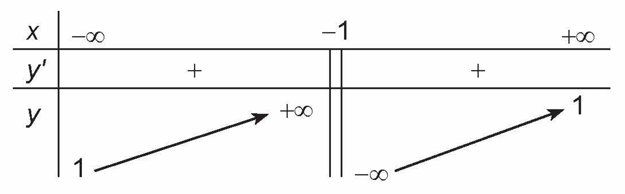 x −∞ −1 +∞
y' + +
y +∞ 1
1 −∞